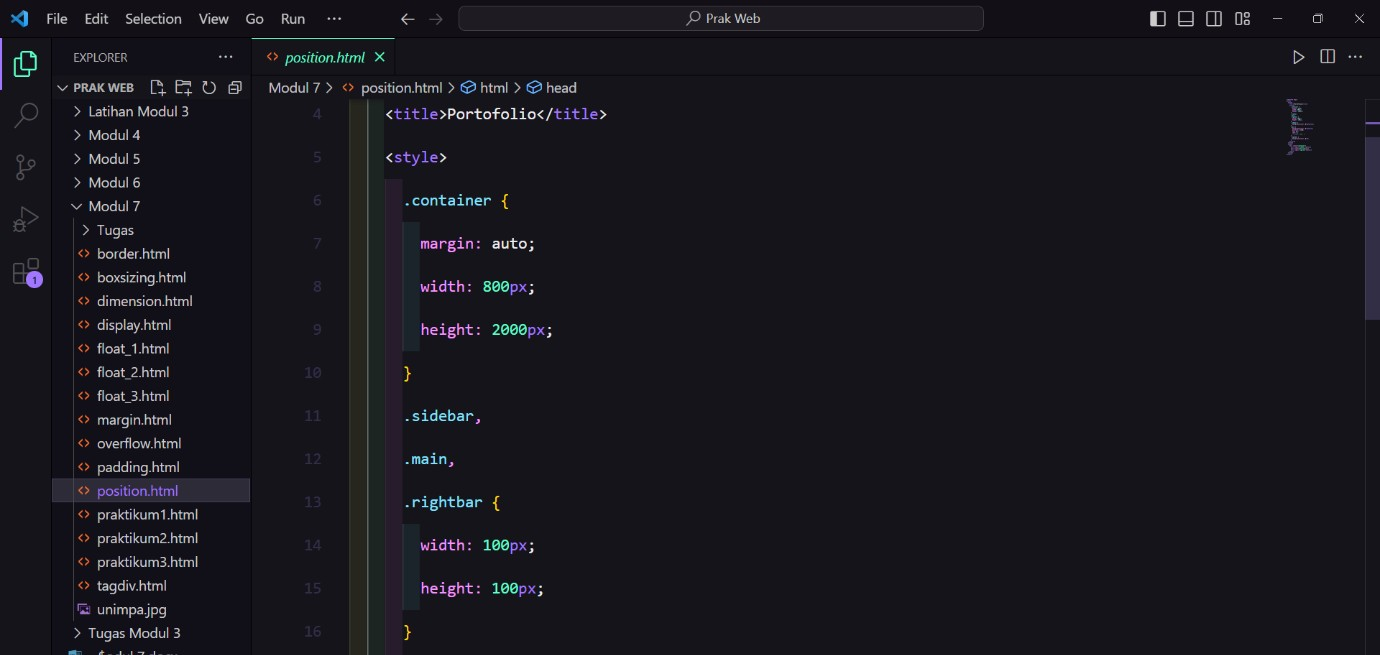 File Edit Selection View Go Run ··· Prak Web
EXPLORER ···
PRAK WEB
Latihan Modul 3
Modul 4
Modul 5
Modul 6
Modul 7
Tugas
border.html
boxsizing.html
dimension.html
display.html
float_1.html
float_2.html
float_3.html
margin.html
overflow.html
padding.html
position.html
praktikum1.html
praktikum2.html
praktikum3.html
tagdiv.html
unimpa.jpg
Tugas Modul 3
1
position.html
Modul 7 > position.html > html > head
4 <title>Portofolio</title>
5 <style>
6 .container {
7 margin: auto;
8 width: 800px;
9 height: 2000px;
10 }
11 .sidebar,
12 .main,
13 .rightbar {
14 width: 100px;
15 height: 100px;
16 }